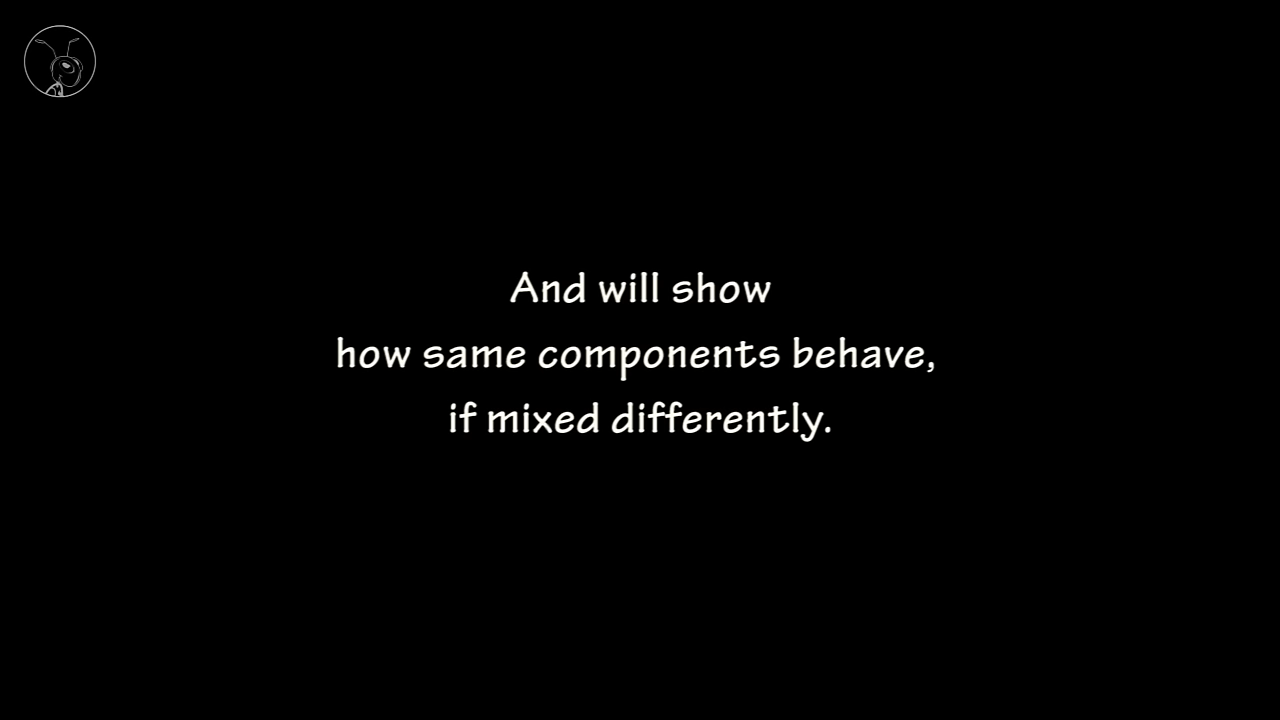 And will show
how same components behave,
if mixed differently.